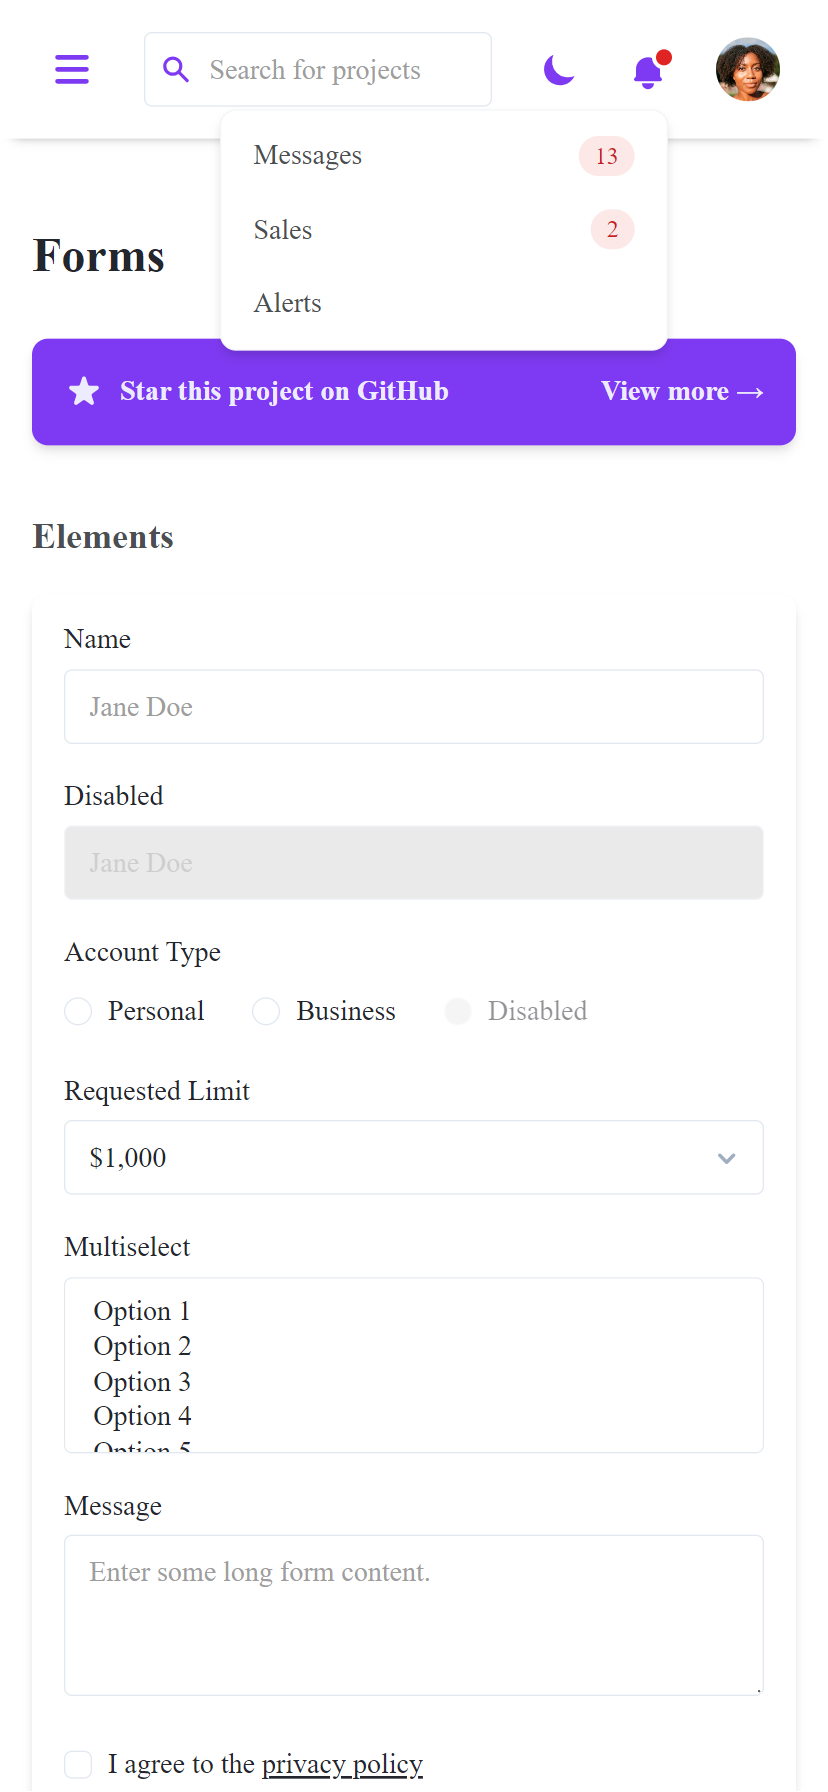 Search for projects
Messages 13
Sales 2
Alerts
Forms
Star this project on GitHub View more →
Elements
Name
Jane Doe
Disabled
Jane Doe
Account Type
Personal Business Disabled
Requested Limit
$1,000
Multiselect
Option 1
Option 2
Option 3
Option 4
Option 5
Message
Enter some long form content.
I agree to the privacy policy